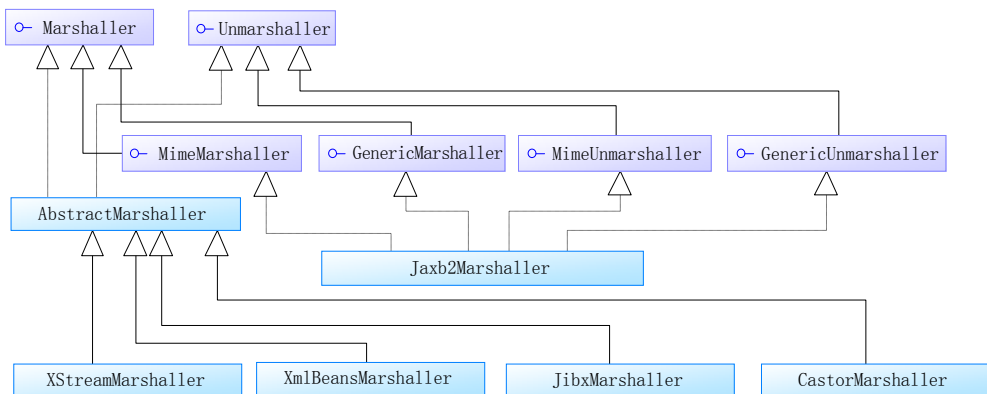 Marshaller
Unmarshaller
MimeMarshaller
GenericMarshaller
MimeUnmarshaller
GenericUnmarshaller
AbstractMarshaller
Jaxb2Marshaller
XStreamMarshaller
XmlBeansMarshaller
JibxMarshaller
CastorMarshaller